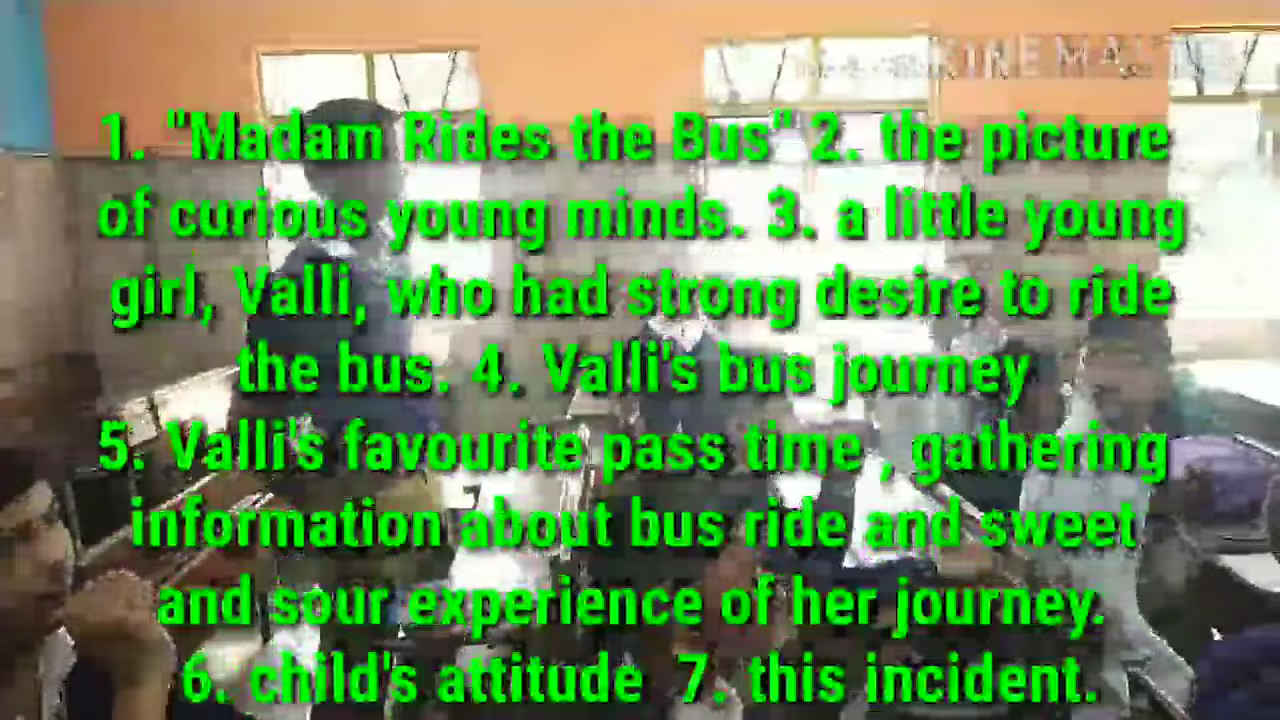 KINEMASTER
1. "Madam Rides the Bus" 2. the picture
of curious young minds. 3. a little young
girl, Valli, who had strong desire to ride
the bus. 4. Valli's bus journey
5. Valli's favourite pass time , gathering
information about bus ride and sweet
and sour experience of her journey.
6. child's attitude 7. this incident.